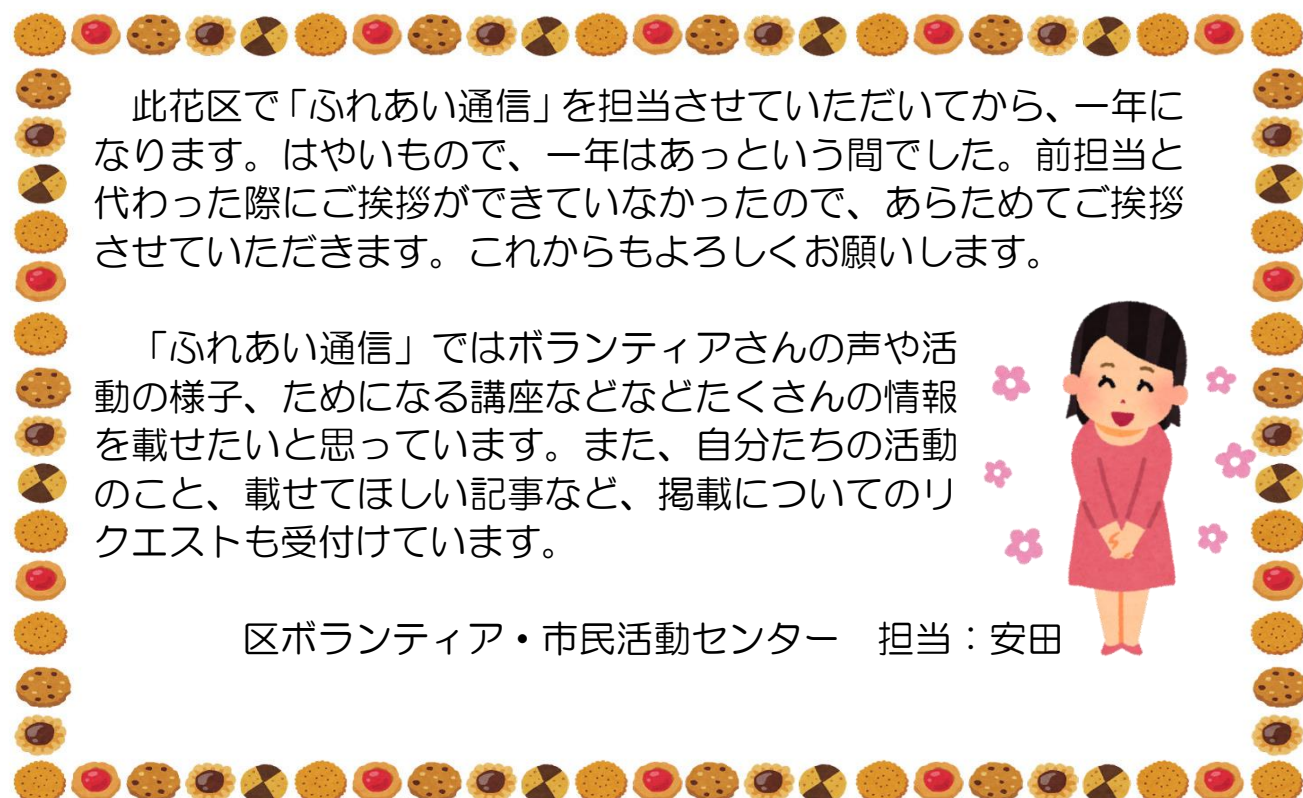 此花区で「ふれあい通信」を担当させていただいてから、一年に
なります。はやいもので、一年はあっという間でした。前担当と
代わった際にご挨拶ができていなかったので、あらためてご挨拶
させていただきます。これからもよろしくお願いします。
「ふれあい通信」ではボランティアさんの声や活
動の様子、ためになる講座などなどたくさんの情報
を載せたいと思っています。また、自分たちの活動
のこと、載せてほしい記事など、掲載についてのリ
クエストも受付けています。
区ボランティア・市民活動センター　担当：安田